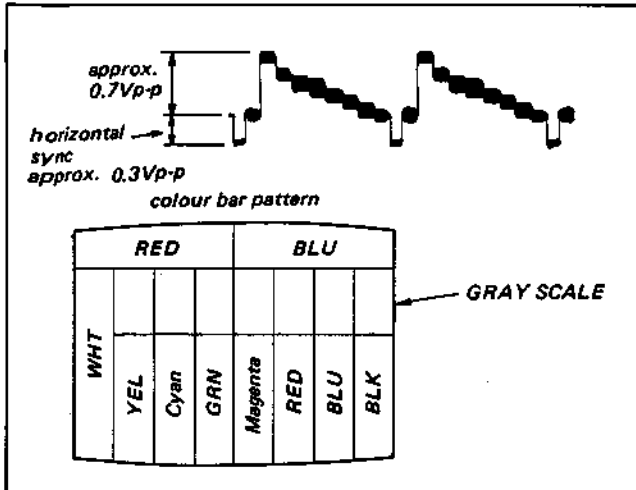 approx.
0.7Vp-p
horizontal
sync
approx. 0.3Vp-p
colour bar pattern
RED BLU
GRAY SCALE
WHT YEL Cyan GRN Magenta RED BLU BLK